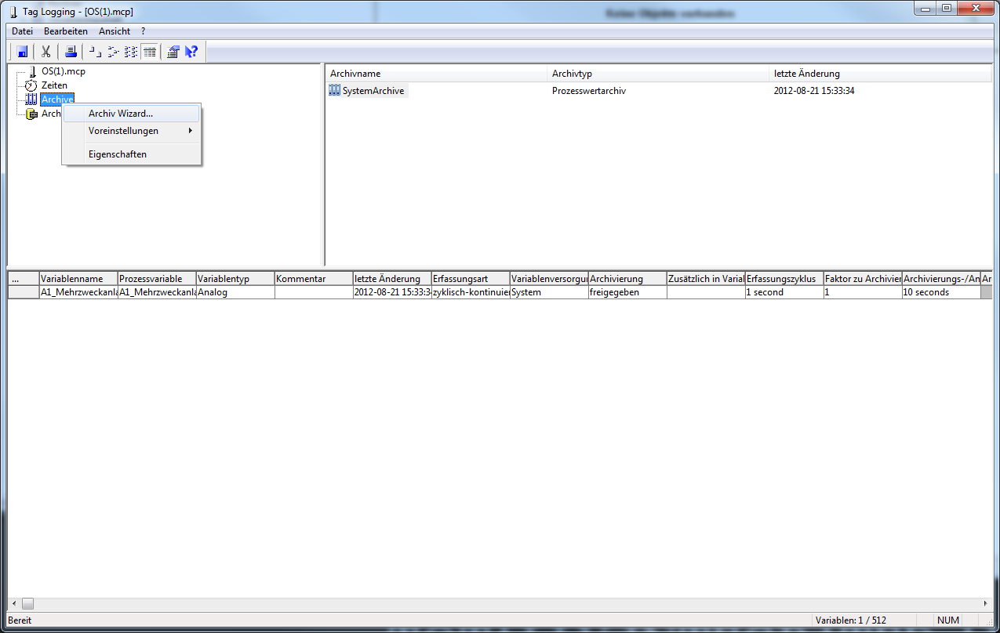 Tag Logging - [OS(1).mcp]
Keine Objekte vorhanden
Datei Bearbeiten Ansicht ?
OS(1).mcp
Zeiten
Archive
Arch
Archiv Wizard...
Voreinstellungen
Eigenschaften
Archivname Archivtyp letzte Änderung
SystemArchive Prozesswertarchiv 2012-08-21 15:33:34
... Variablenname Prozessvariable Variablentyp Kommentar letzte Änderung Erfassungsart Variablenversorgu Archivierung Zusätzlich in Variab Erfassungszyklus Faktor zu Archivier Archivierungs-/An Ar
A1_Mehrzweckanla A1_Mehrzweckanla Analog 2012-08-21 15:33:34 zyklisch-kontinuier System freigegeben 1 second 1 10 seconds
Bereit Variablen: 1 / 512 NUM